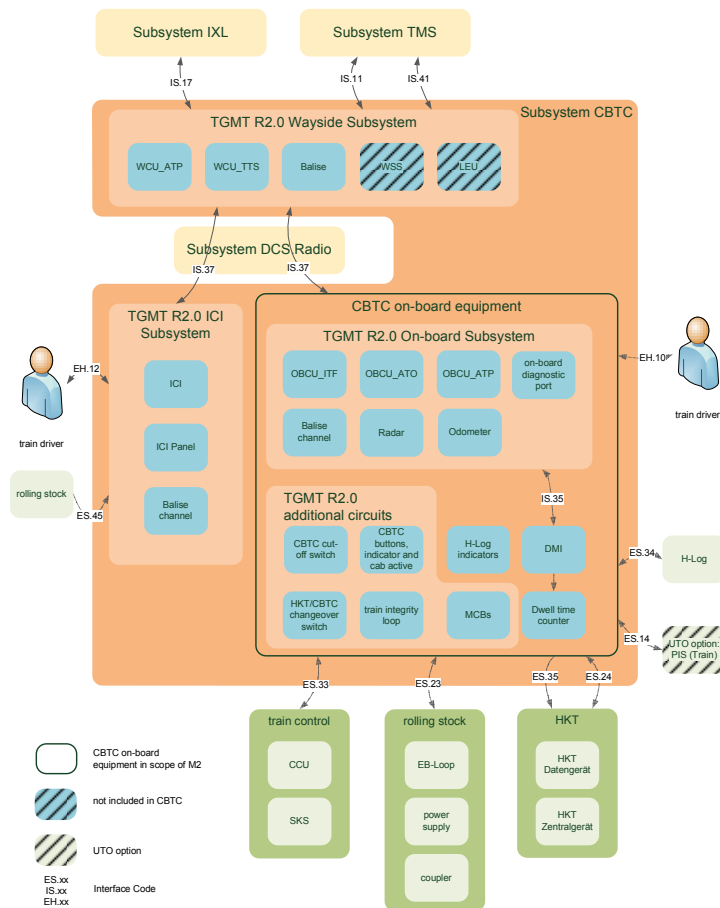 Subsystem IXL
Subsystem TMS
IS.17
IS.11
IS.41
Subsystem CBTC
TGMT R2.0 Wayside Subsystem
WCU_ATP
WCU_TTS
Balise
WSS
LEU
Subsystem DCS Radio
IS.37
IS.37
TGMT R2.0 ICI
Subsystem
ICI
ICI Panel
Balise
channel
EH.12
train driver
rolling stock
ES.45
CBTC on-board equipment
TGMT R2.0 On-board Subsystem
OBCU_ITF
OBCU_ATO
OBCU_ATP
on-board
diagnostic
port
Balise
channel
Radar
Odometer
EH.10
train driver
IS.35
TGMT R2.0
additional circuits
CBTC cut-
off switch
CBTC
buttons,
indicator and
cab active
H-Log
indicators
DMI
HKT/CBTC
changeover
switch
train integrity
loop
MCBs
Dwell time
counter
ES.34
H-Log
ES.14
UTO option:
PIS (Train)
ES.33
ES.23
ES.35
ES.24
train control
CCU
SKS
rolling stock
EB-Loop
power
supply
coupler
HKT
HKT
Datengerät
HKT
Zentralgerät
CBTC on-board
equipment in scope of M2
not included in CBTC
UTO option
ES.xx
IS.xx
EH.xx
Interface Code